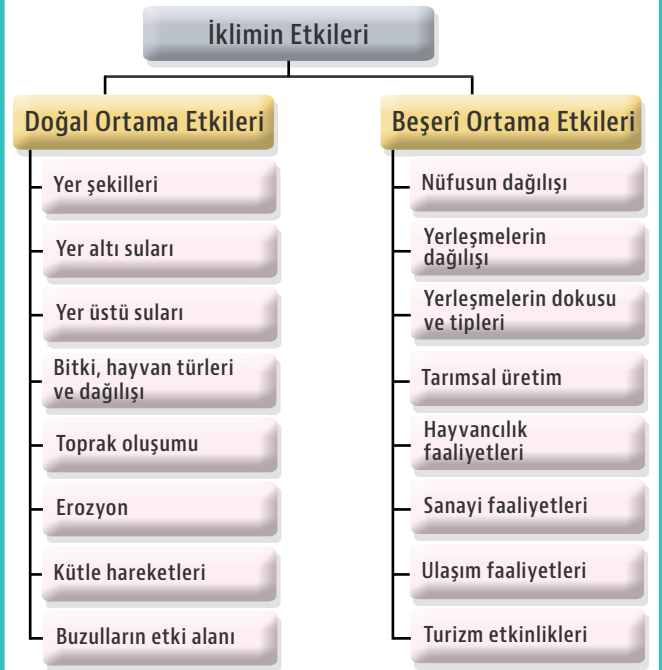 İklimin Etkileri
Doğal Ortama Etkileri
Yer şekilleri
Yer altı suları
Yer üstü suları
Bitki, hayvan türleri
ve dağılışı
Toprak oluşumu
Erozyon
Kütle hareketleri
Buzulların etki alanı
Beşerî Ortama Etkileri
Nüfusun dağılışı
Yerleşmelerin
dağılışı
Yerleşmelerin dokusu
ve tipleri
Tarımsal üretim
Hayvancılık
faaliyetleri
Sanayi faaliyetleri
Ulaşım faaliyetleri
Turizm etkinlikleri